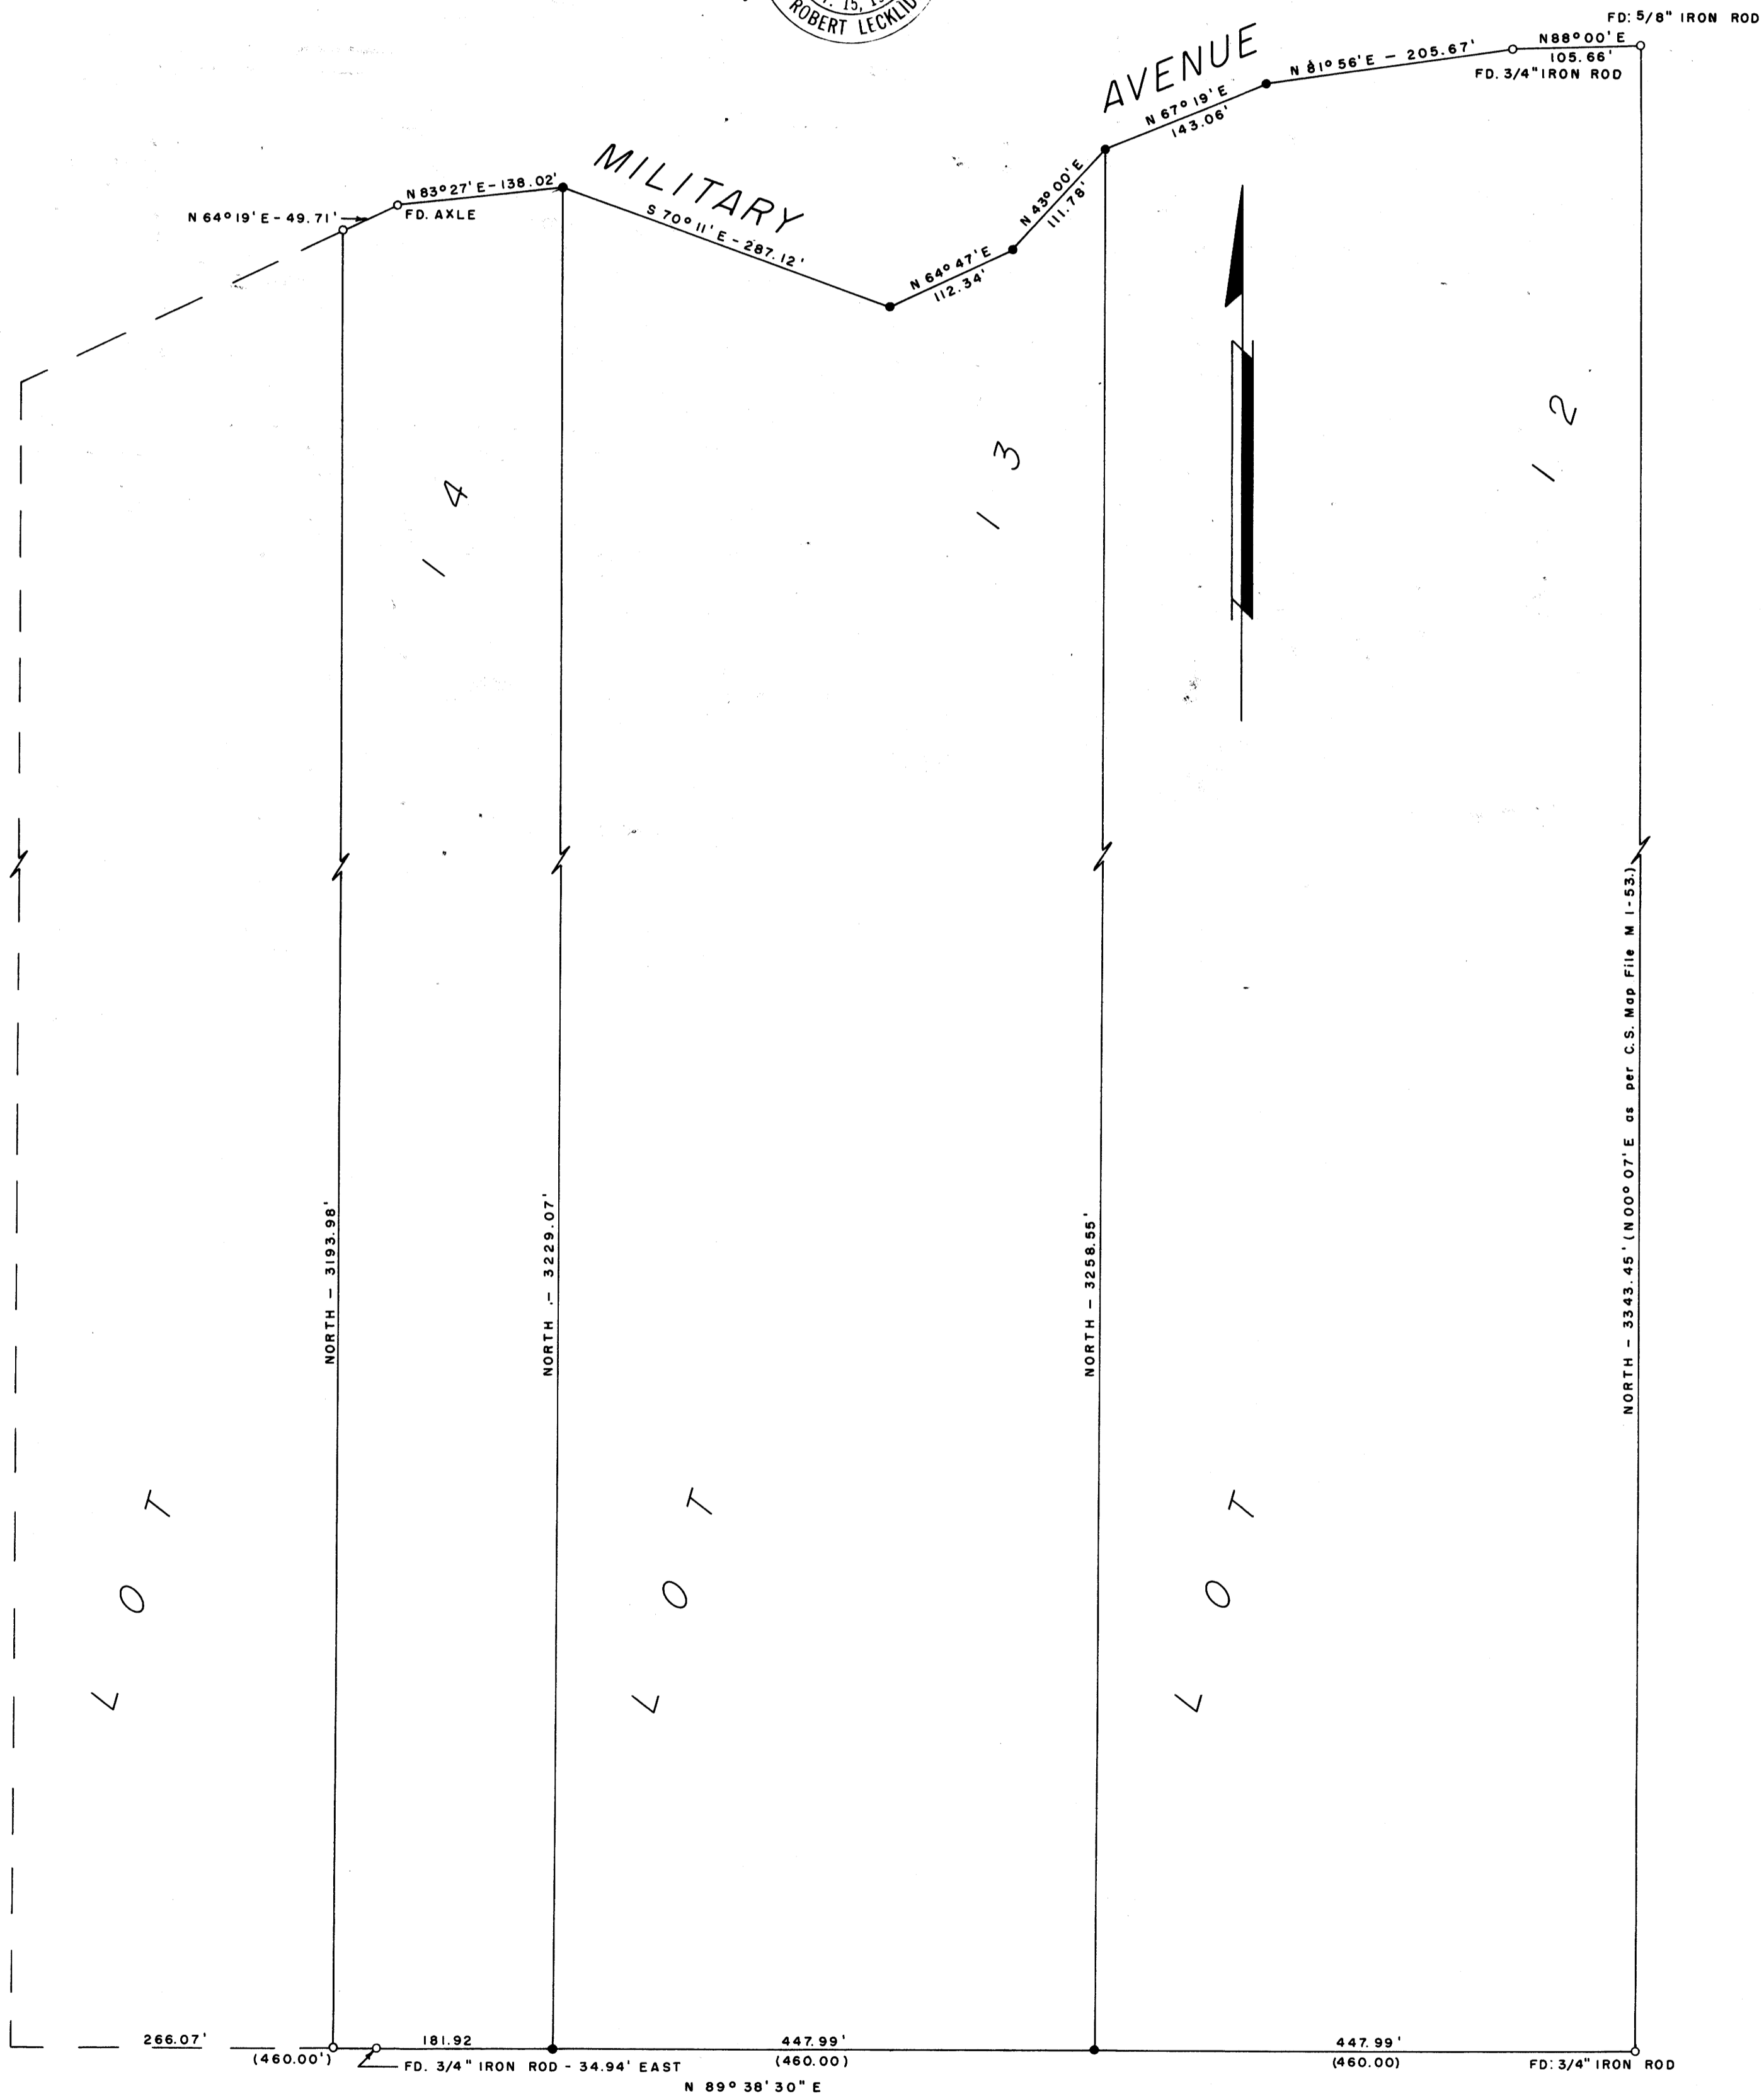 15, 1
ROBERT LECKLID
FD: 5/8" IRON ROD
N88°00'E
105.66'
FD. 3/4" IRON ROD
N 81° 56' E — 205.67'
AVENUE
N 67° 19' E
143.06'
N 43° 00' E
111.78'
MILITARY
N 83° 27' E - 138.02'
FD. AXLE
N 64° 19' E - 49.71'
S 70° 11' E - 287.12'
N 64° 47' E
112.34'
LOT 14
LOT 13
LOT 12
NORTH — 3193.98'
NORTH .— 3229.07'
NORTH — 3258.55'
NORTH — 3343.45' (N 00° 07' E as per C.S. Map File M 1-53.)
266.07'
181.92
447.99'
447.99'
(460.00')
FD. 3/4" IRON ROD - 34.94' EAST
(460.00)
(460.00)
FD: 3/4" IRON ROD
N 89° 38' 30" E